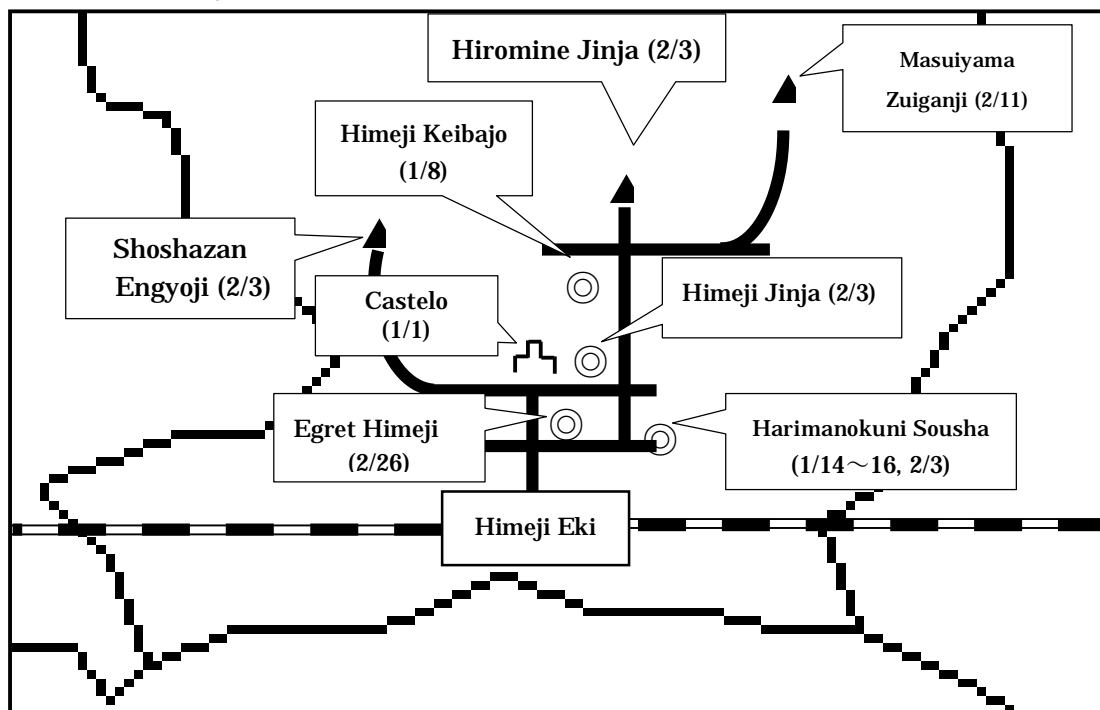 Hiromine Jinja (2/3)
Masuiyama
Zuiganji (2/11)
Himeji Keibajo
(1/8)
Shoshazan
Engyoji (2/3)
Castelo
(1/1)
Himeji Jinja (2/3)
Egret Himeji
(2/26)
Harimanokuni Sousha
(1/14～16, 2/3)
Himeji Eki